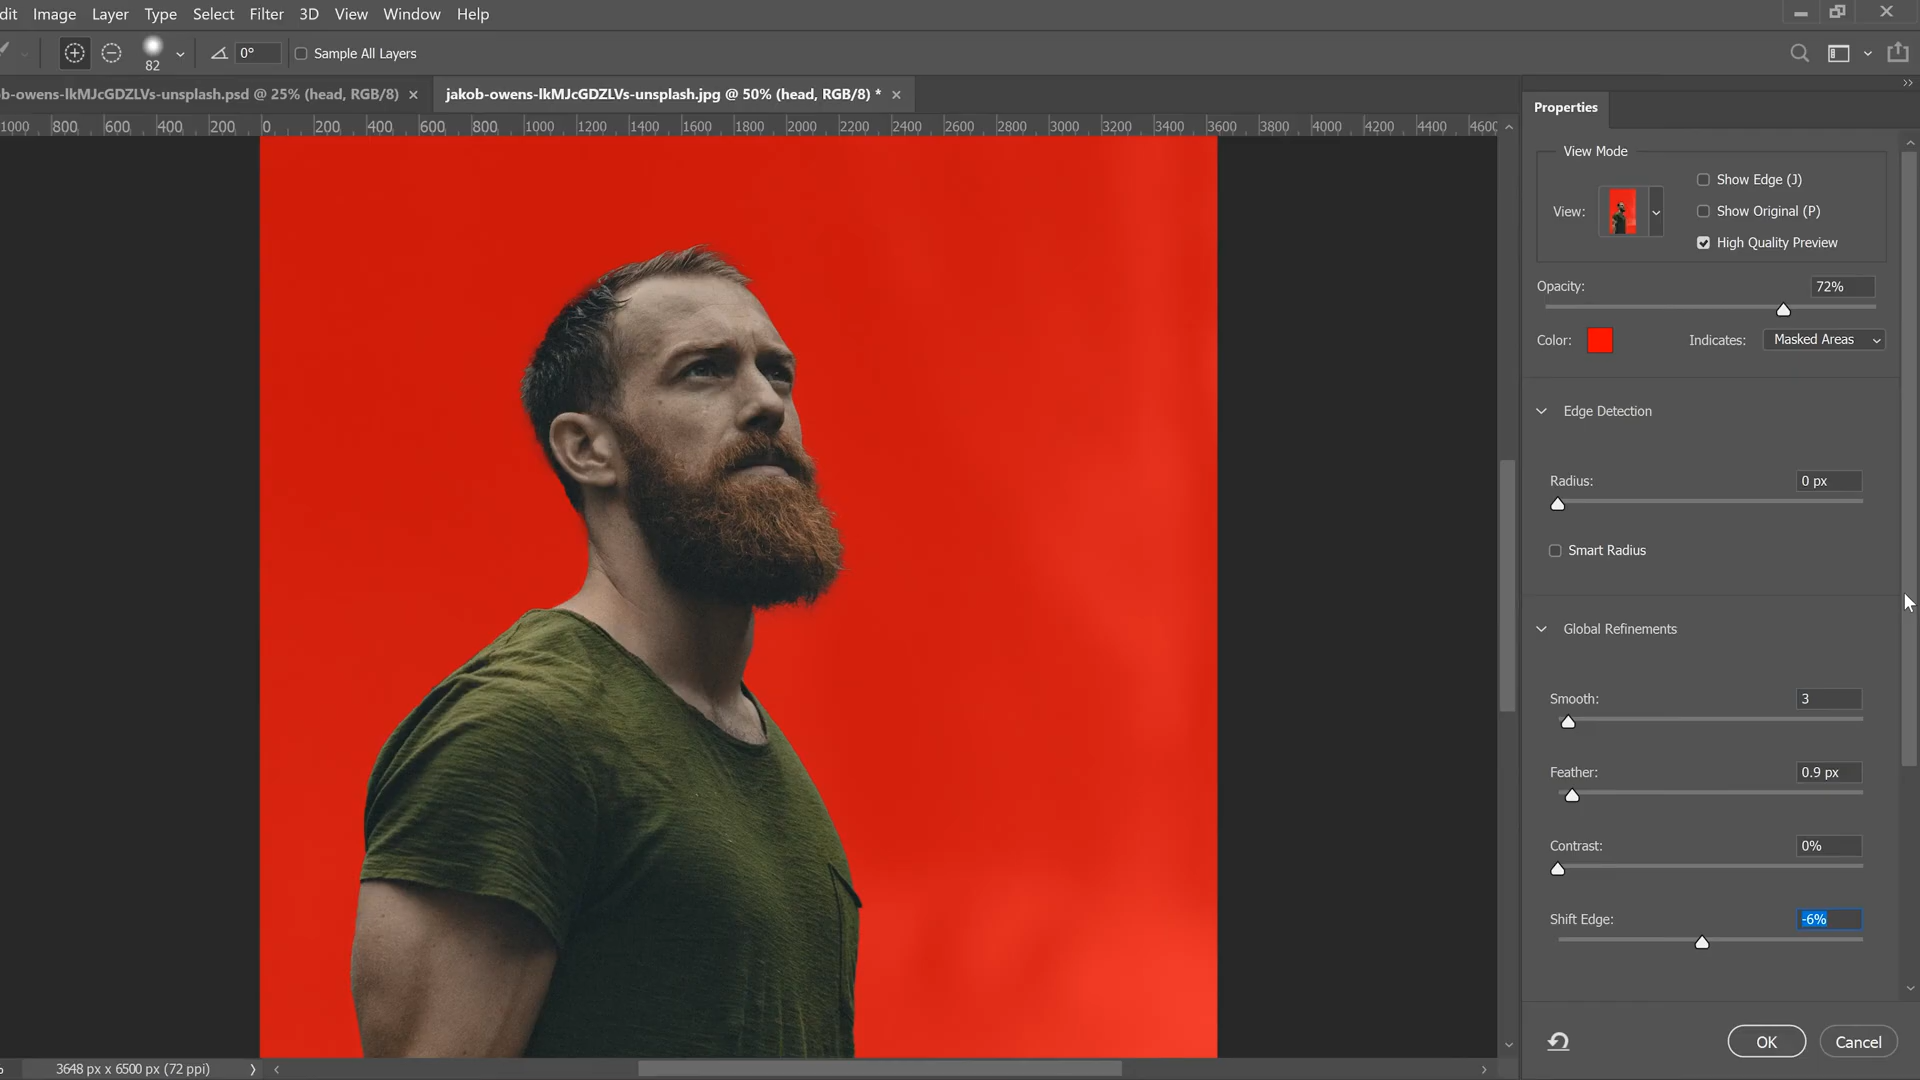 dit Image Layer Type Select Filter 3D View Window Help
82 0° Sample All Layers
b-owens-lkMJcGDZLVs-unsplash.psd @ 25% (head, RGB/8) × jakob-owens-lkMJcGDZLVs-unsplash.jpg @ 50% (head, RGB/8) * ×
1000 800 600 400 200 0 200 400 600 800 1000 1200 1400 1600 1800 2000 2200 2400 2600 2800 3000 3200 3400 3600 3800 4000 4200 4400 4600
Properties
View Mode
Show Edge (J)
View: Show Original (P)
High Quality Preview
Opacity: 72%
Color: Indicates: Masked Areas
Edge Detection
Radius: 0 px
Smart Radius
Global Refinements
Smooth: 3
Feather: 0.9 px
Contrast: 0%
Shift Edge: -6%
OK Cancel
3648 px x 6500 px (72 ppi)